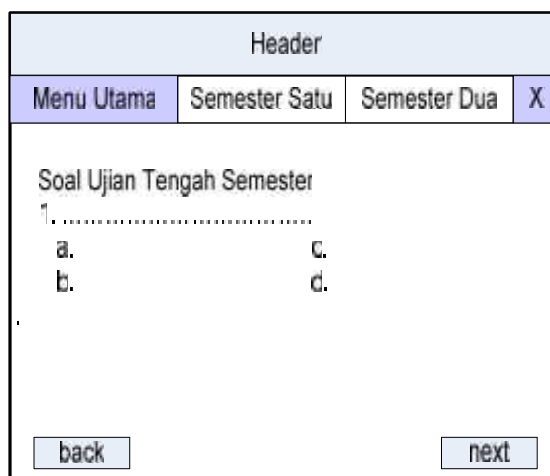 Header
Menu Utama Semester Satu Semester Dua X
Soal Ujian Tengah Semester
1. ....................................
a. c.
b. d.
.
back next